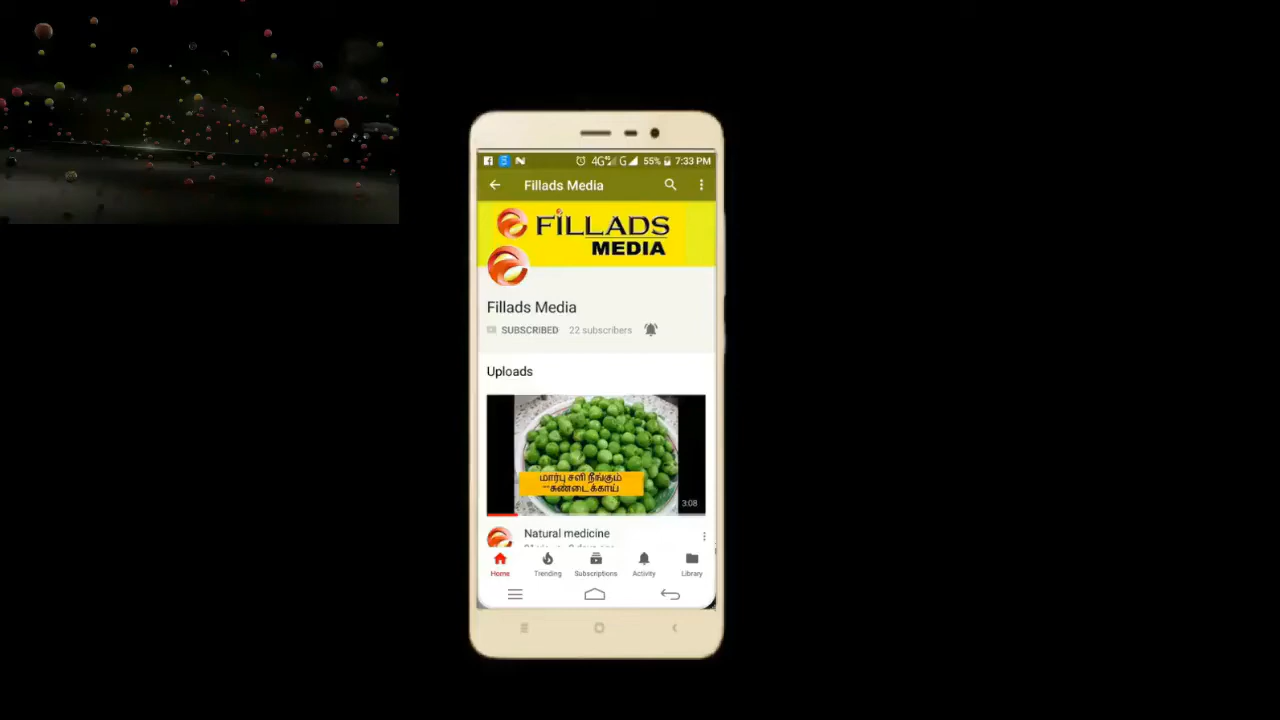 4G G 55% 7:33 PM
Fillads Media
FILLADS
MEDIA
Fillads Media
SUBSCRIBED 22 subscribers
Uploads
மார்பு சளி நீங்கும்
சுண்டைக்காய்
3:08
Natural medicine
Home Trending Subscriptions Activity Library